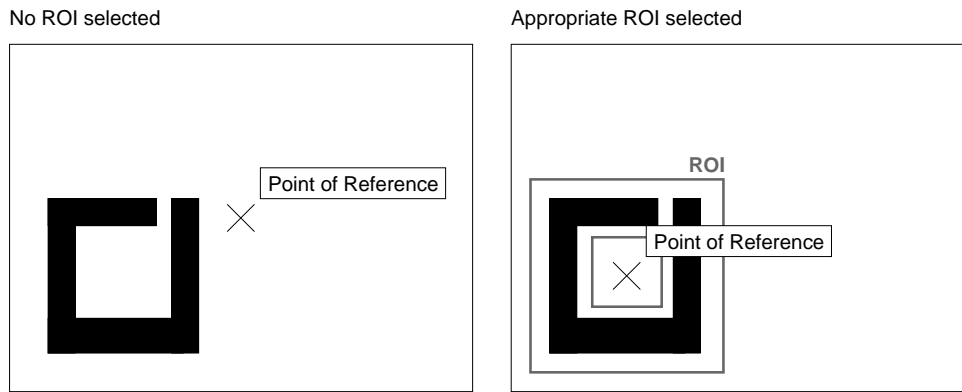 No ROI selected
Point of Reference
Appropriate ROI selected
ROI
Point of Reference